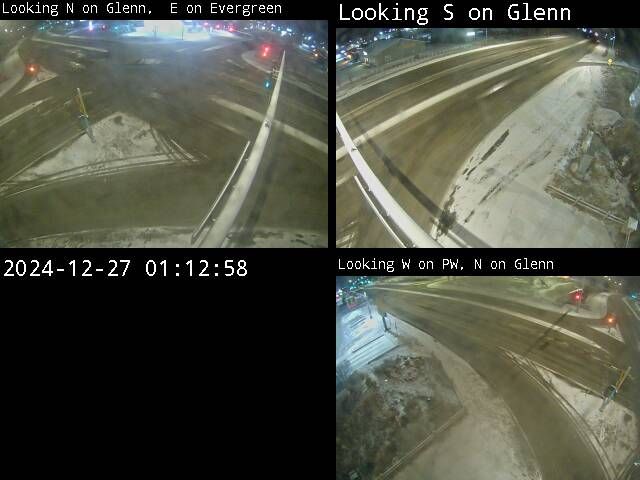 Looking N on Glenn,  E on Evergreen
Looking S on Glenn
2024-12-27 01:12:58
Looking W on PW, N on Glenn